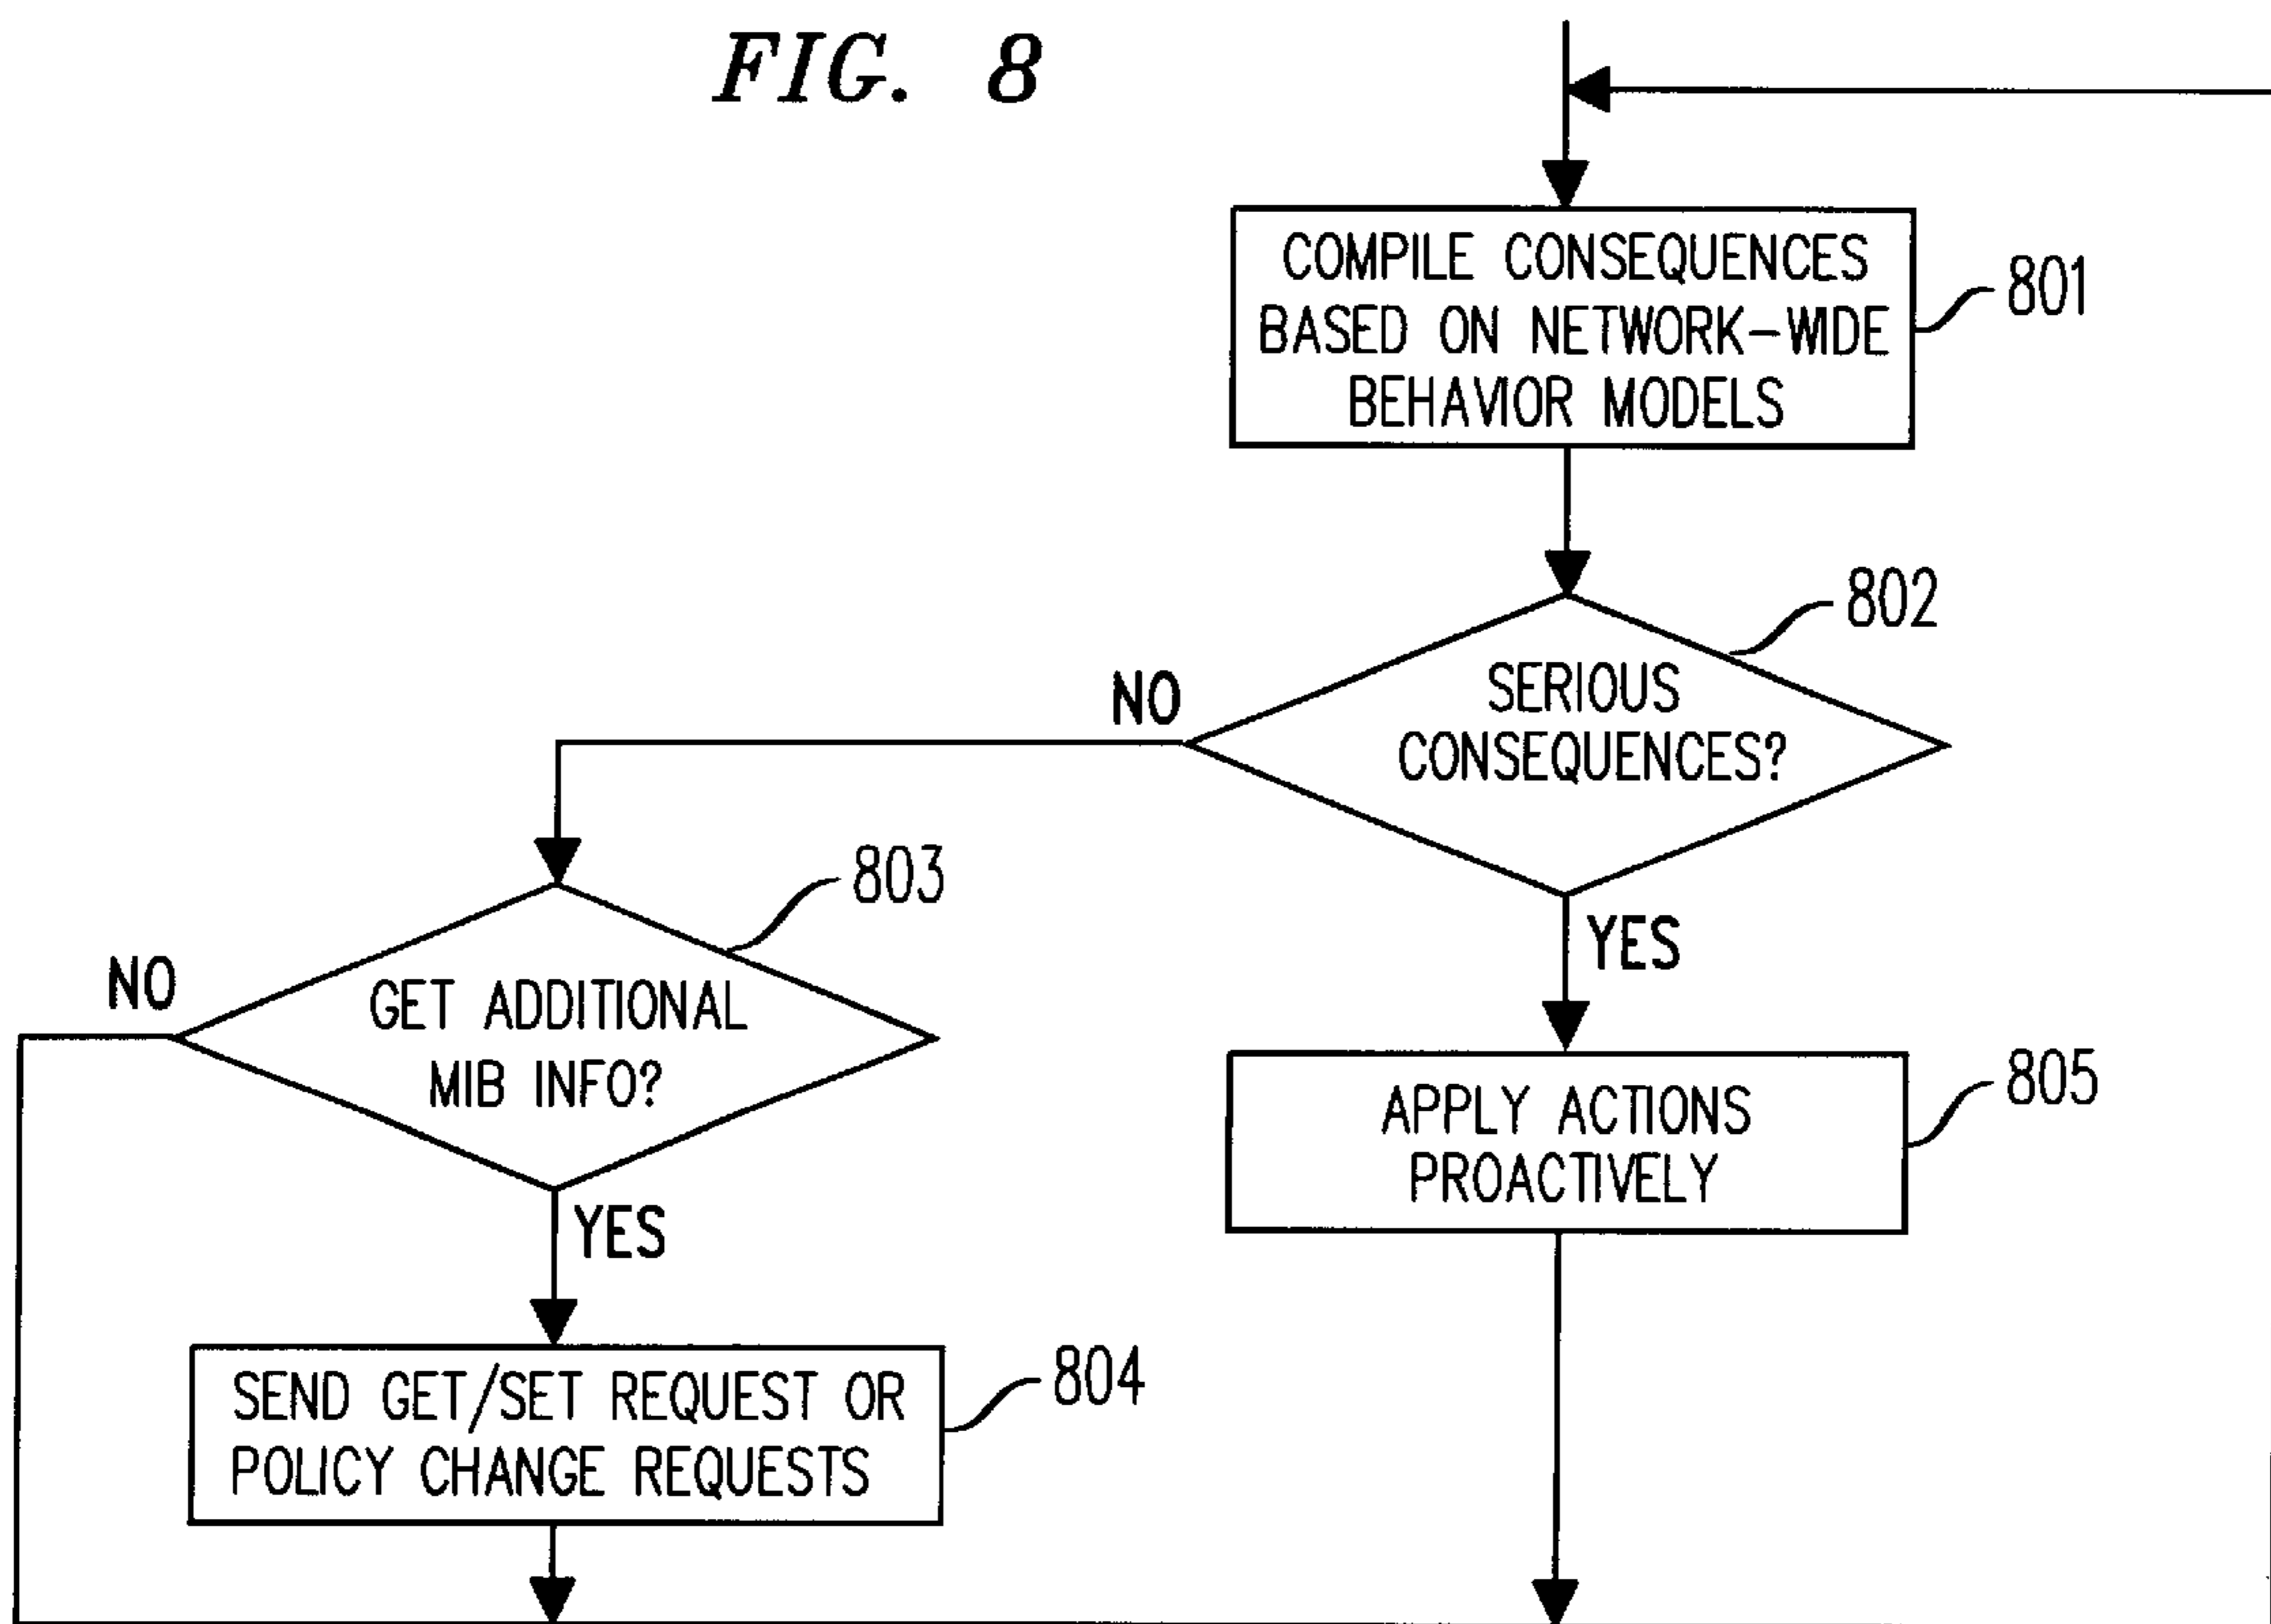 FIG. 8
COMPILE CONSEQUENCES
BASED ON NETWORK-WIDE
BEHAVIOR MODELS
801
802
SERIOUS
CONSEQUENCES?
NO
YES
803
GET ADDITIONAL
MIB INFO?
NO
YES
805
APPLY ACTIONS
PROACTIVELY
804
SEND GET/SET REQUEST OR
POLICY CHANGE REQUESTS